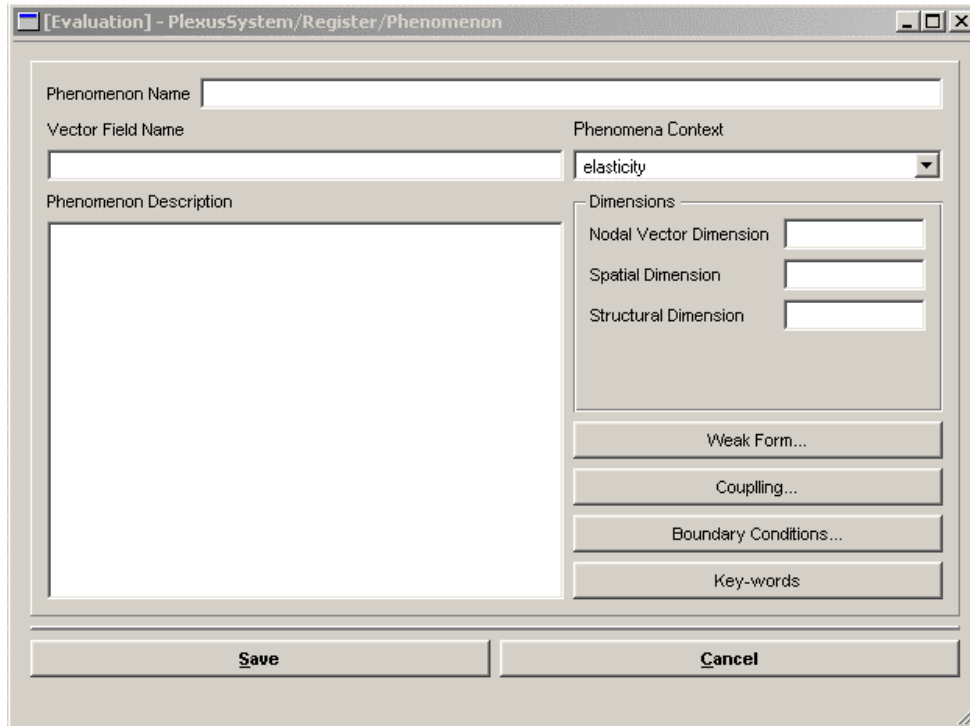 [Evaluation] - PlexusSystem/Register/Phenomenon
Phenomenon Name
Vector Field Name
Phenomena Context
elasticity
Phenomenon Description
Dimensions
Nodal Vector Dimension
Spatial Dimension
Structural Dimension
Weak Form...
Couplling...
Boundary Conditions...
Key-words
Save
Cancel